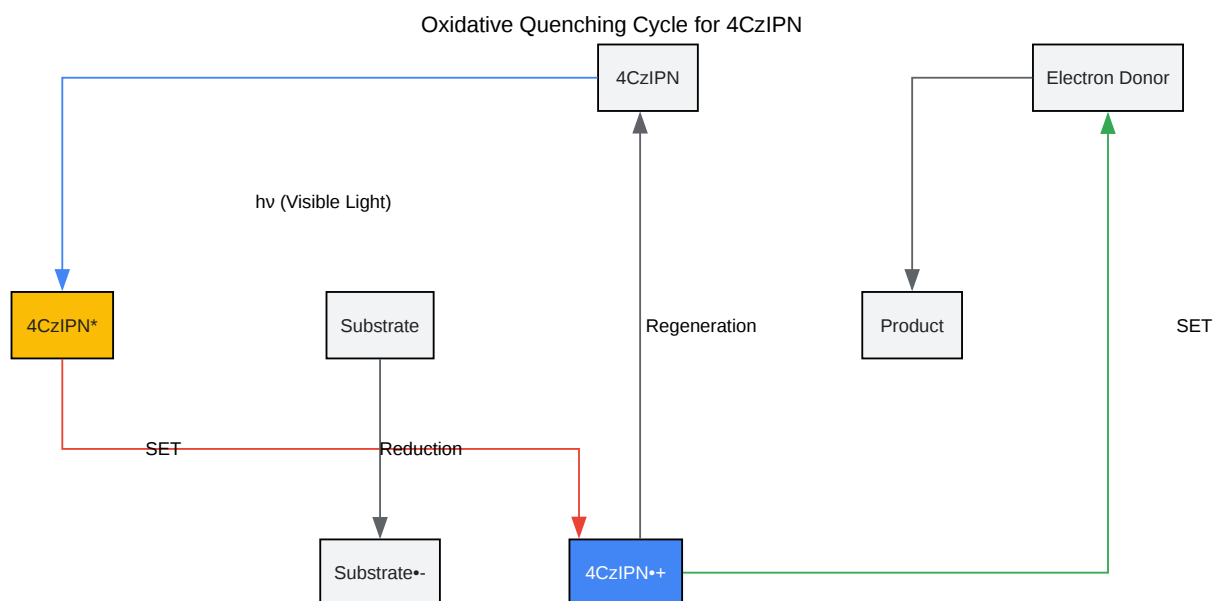 Oxidative Quenching Cycle for 4CzIPN
4CzIPN
Electron Donor
hν (Visible Light)
4CzIPN*
Substrate
Regeneration
Product
SET
SET
Reduction
Substrate•-
4CzIPN•+